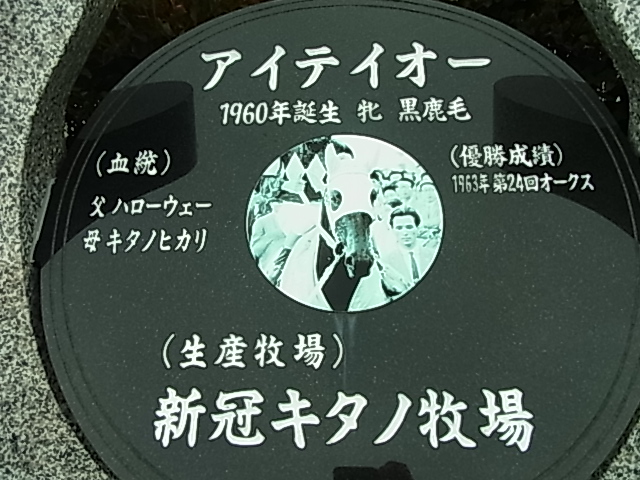 アイテイオー
1960年誕生 牝 黒鹿毛
(血統)
父 ハローウェー
母 キタノヒカリ
(優勝成績)
1963年 第24回オークス
(生産牧場)
新冠キタノ牧場